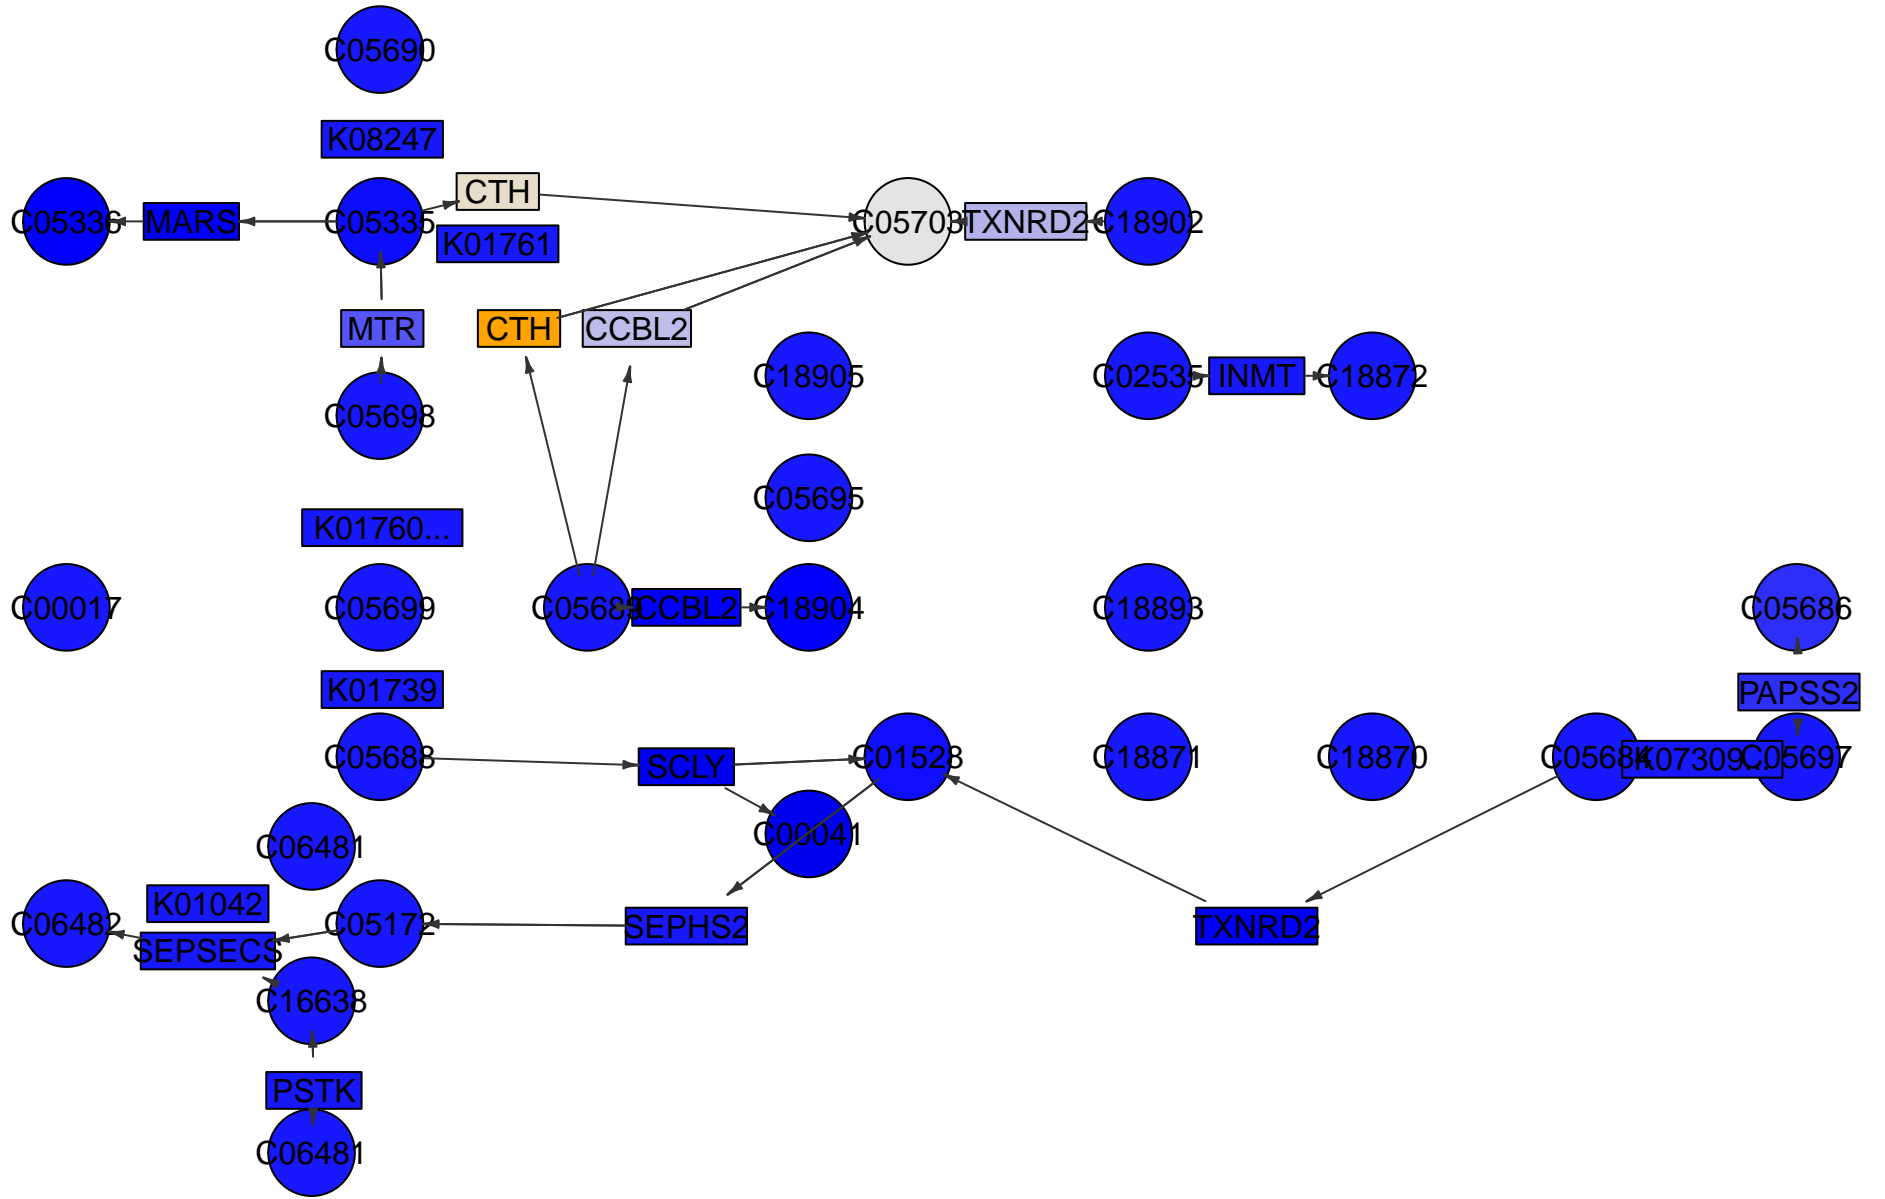 C05690
K08247
CTH
C05336
MARS
C05335
C05703
TXNRD2
C18902
K01761
MTR
CTH
CCBL2
C18905
C02535
INMT
C18872
C05698
C05695
K01760...
C00017
C05699
C05689
CCBL2
C18904
C18893
C05686
K01739
PAPSS2
C05688
SCLY
C01528
C18871
C18870
C05684
K07309...
C05697
C00041
C06481
K01042
C06482
C05172
SEPHS2
TXNRD2
SEPSECS
C16638
PSTK
C06481